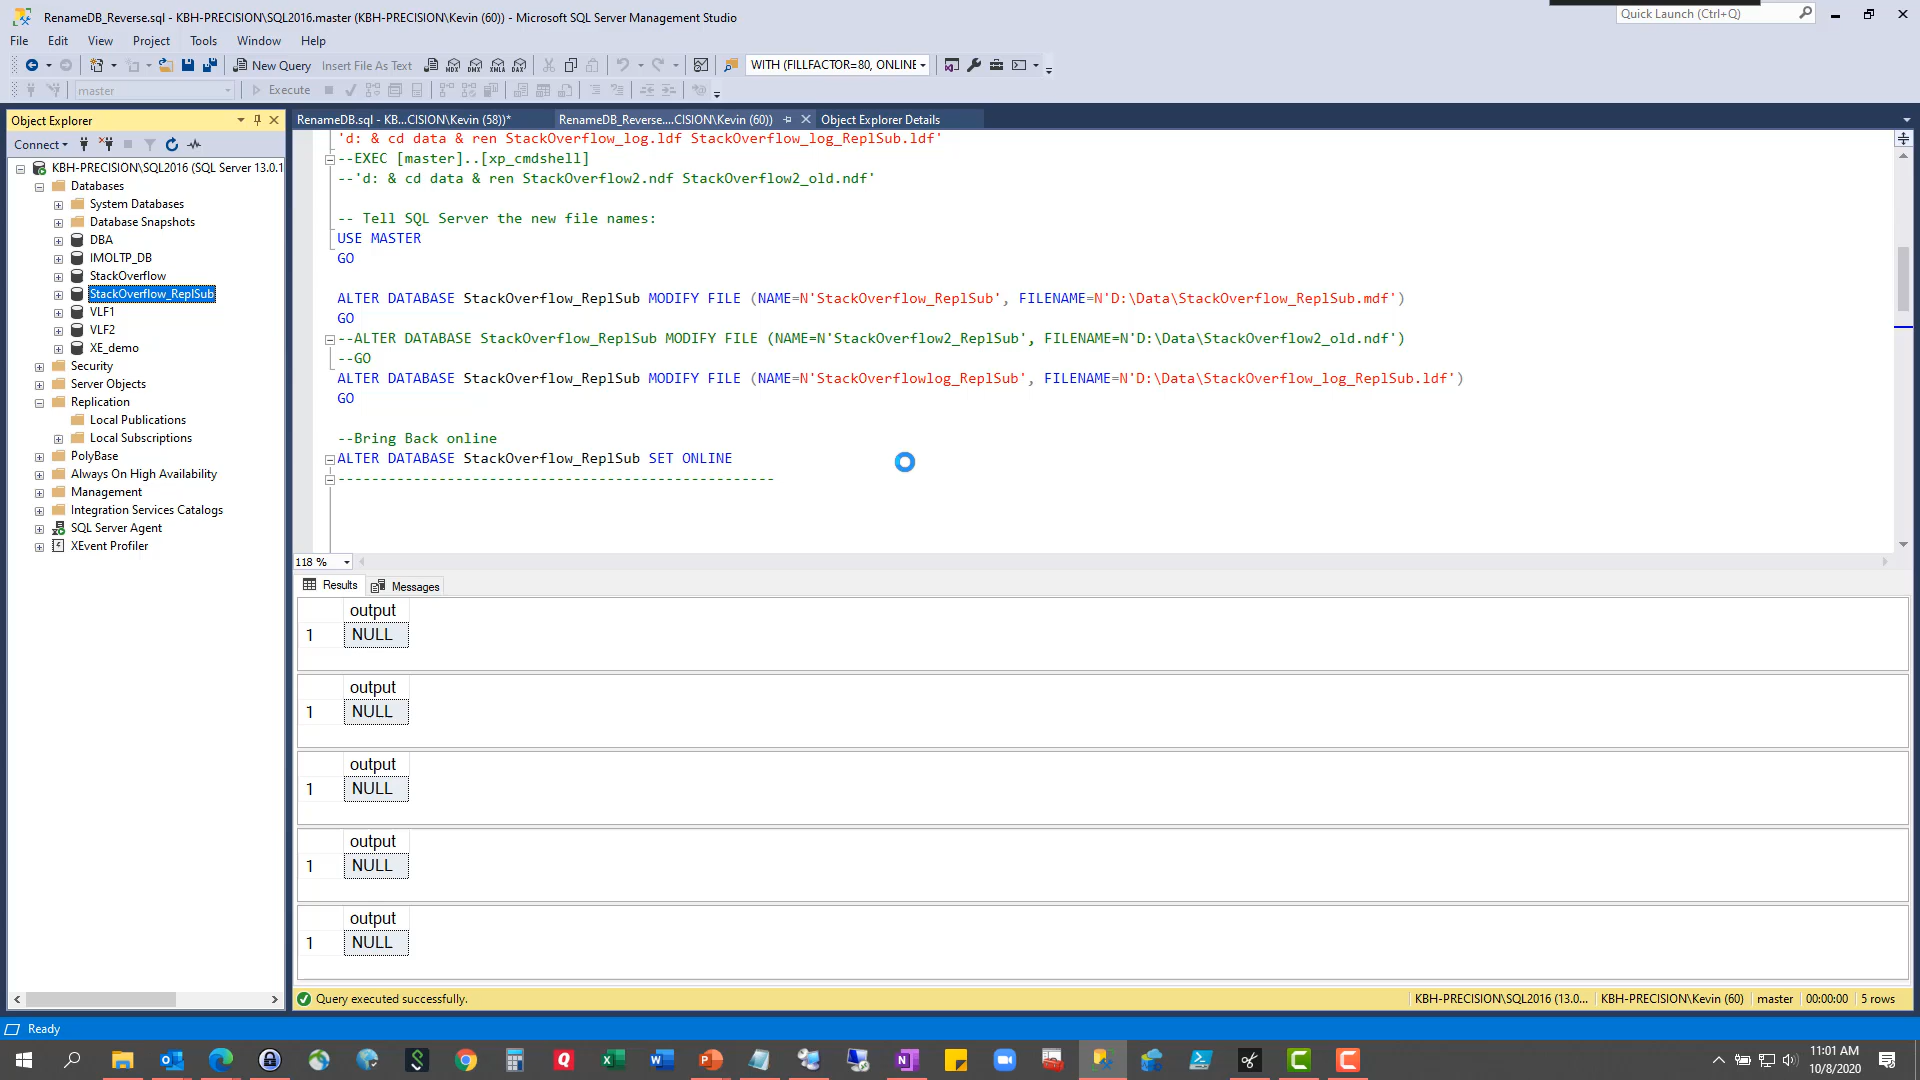 RenameDB_Reverse.sql - KBH-PRECISION\SQL2016.master (KBH-PRECISION\Kevin (60)) - Microsoft SQL Server Management Studio
Quick Launch (Ctrl+Q)
File Edit View Project Tools Window Help
New Query Insert File As Text WITH (FILLFACTOR=80, ONLINE
master Execute
Object Explorer
Connect
KBH-PRECISION\SQL2016 (SQL Server 13.0.1
Databases
System Databases
Database Snapshots
DBA
IMOLTP_DB
StackOverflow
StackOverflow_ReplSub
VLF1
VLF2
XE_demo
Security
Server Objects
Replication
Local Publications
Local Subscriptions
PolyBase
Always On High Availability
Management
Integration Services Catalogs
SQL Server Agent
XEvent Profiler
RenameDB.sql - KB...CISION\Kevin (58))* RenameDB_Reverse....CISION\Kevin (60)) Object Explorer Details
'd: & cd data & ren StackOverflow_log.ldf StackOverflow_log_ReplSub.ldf'
--EXEC [master]..[xp_cmdshell]
--'d: & cd data & ren StackOverflow2.ndf StackOverflow2_old.ndf'
-- Tell SQL Server the new file names:
USE MASTER
GO
ALTER DATABASE StackOverflow_ReplSub MODIFY FILE (NAME=N'StackOverflow_ReplSub', FILENAME=N'D:\Data\StackOverflow_ReplSub.mdf')
GO
--ALTER DATABASE StackOverflow_ReplSub MODIFY FILE (NAME=N'StackOverflow2_ReplSub', FILENAME=N'D:\Data\StackOverflow2_old.ndf')
--GO
ALTER DATABASE StackOverflow_ReplSub MODIFY FILE (NAME=N'StackOverflowlog_ReplSub', FILENAME=N'D:\Data\StackOverflow_log_ReplSub.ldf')
GO
--Bring Back online
ALTER DATABASE StackOverflow_ReplSub SET ONLINE
----------------------------------------------------
118 %
Results Messages
output
1 NULL
output
1 NULL
output
1 NULL
output
1 NULL
output
1 NULL
Query executed successfully. KBH-PRECISION\SQL2016 (13.0... KBH-PRECISION\Kevin (60) master 00:00:00 5 rows
Ready
11:01 AM
10/8/2020